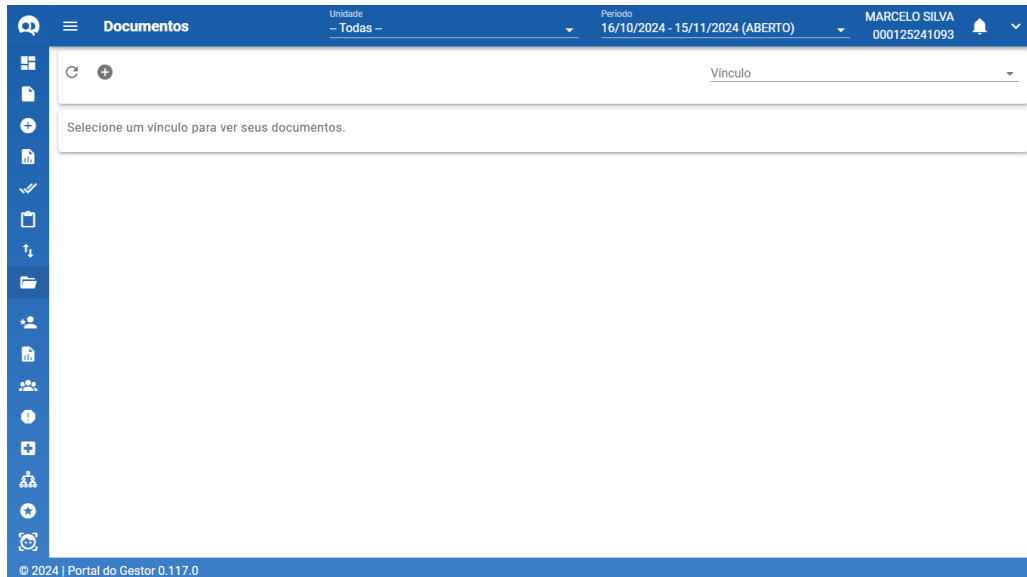 Documentos
Unidade
-- Todas --
Periodo
16/10/2024 - 15/11/2024 (ABERTO)
MARCELO SILVA
000125241093
Vínculo
Selecione um vínculo para ver seus documentos.
© 2024 | Portal do Gestor 0.117.0